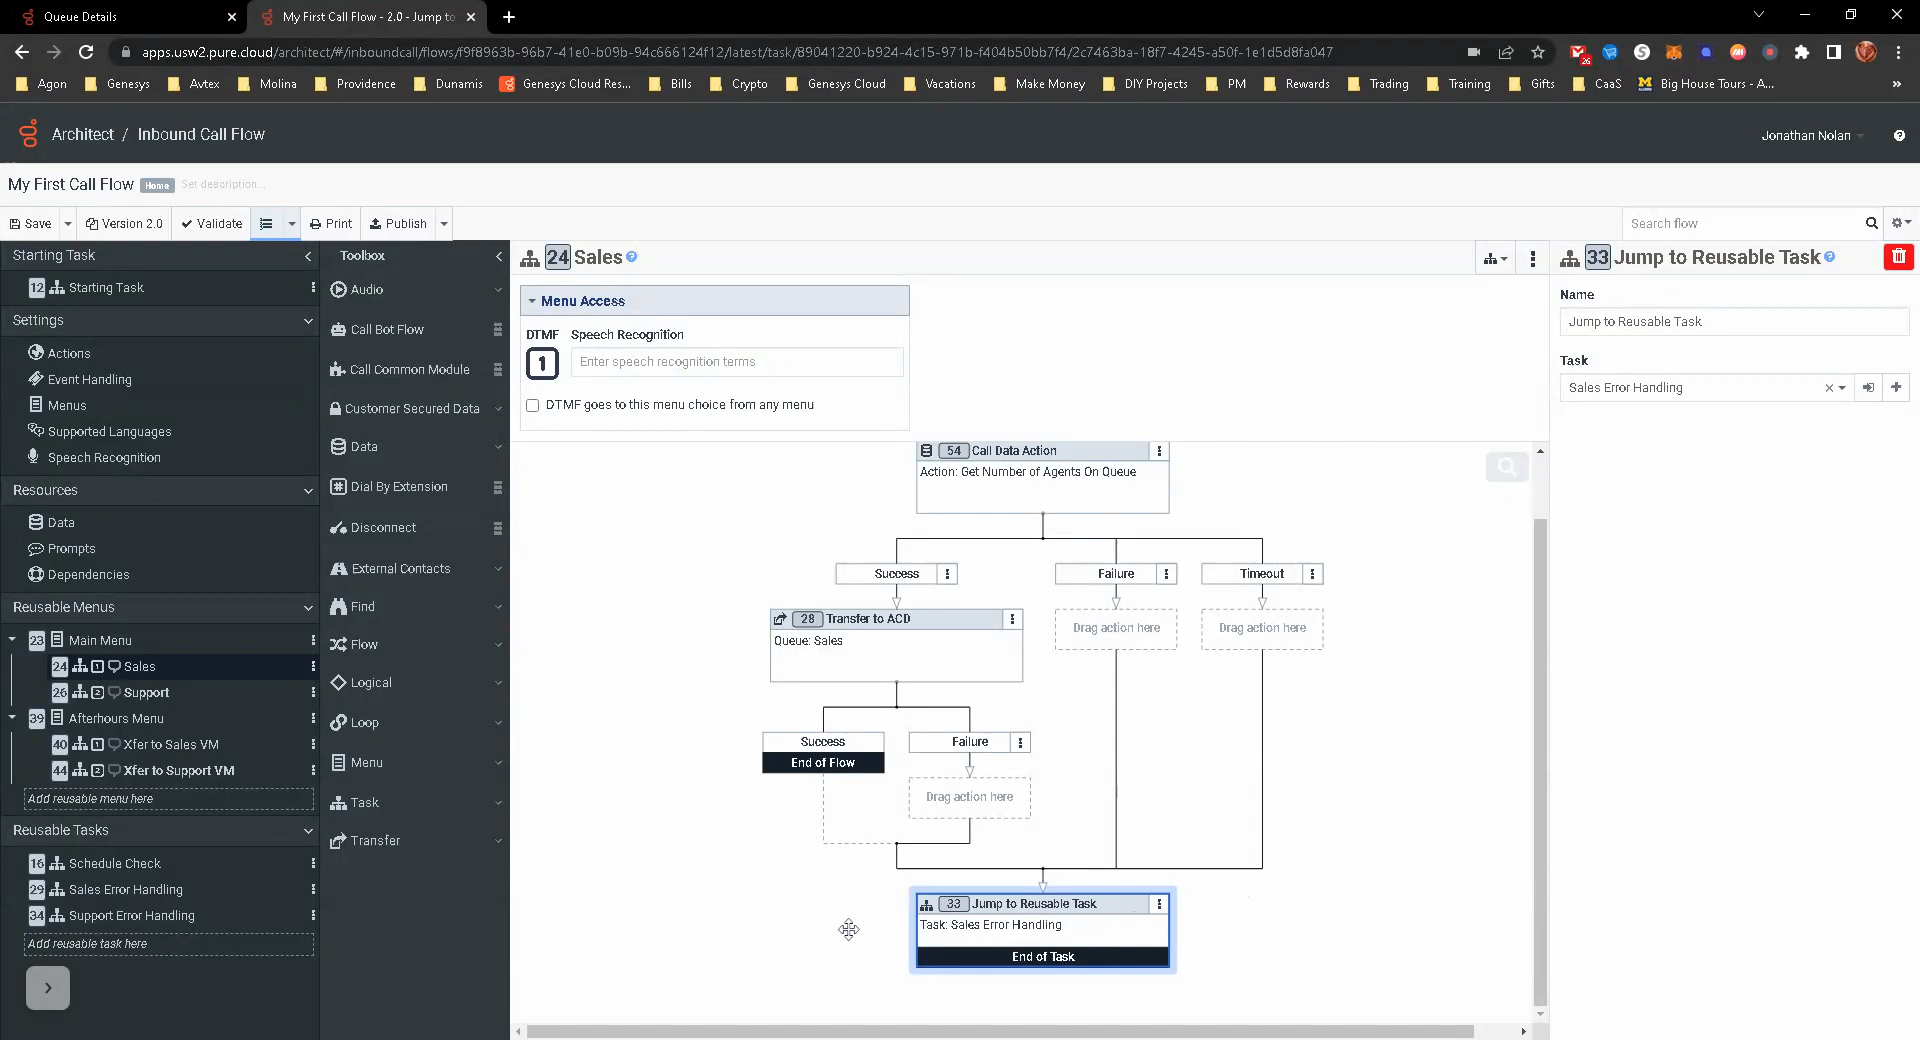 Queue Details
My First Call Flow - 2.0 - Jump to
apps.usw2.pure.cloud/architect/#/inboundcall/flows/f9f8963b-96b7-41e0-b09b-94c666124f12/latest/task/89041220-b924-4c15-971b-f404b50bb7f4/2c7463ba-18f7-4245-a50f-1e1d5d8fa047
26
Agon
Genesys
Avtex
Molina
Providence
Dunamis
Genesys Cloud Res...
Bills
Crypto
Genesys Cloud
Vacations
Make Money
DIY Projects
PM
Rewards
Trading
Training
Gifts
CaaS
Big House Tours - A...
Architect / Inbound Call Flow
Jonathan Nolan
My First Call Flow Home Set description...
Save
Version 2.0
Validate
Print
Publish
Search flow
Starting Task
12 Starting Task
Settings
Actions
Event Handling
Menus
Supported Languages
Speech Recognition
Resources
Data
Prompts
Dependencies
Reusable Menus
23 Main Menu
24 1 Sales
26 2 Support
39 Afterhours Menu
40 1 Xfer to Sales VM
44 2 Xfer to Support VM
Add reusable menu here
Reusable Tasks
16 Schedule Check
29 Sales Error Handling
34 Support Error Handling
Add reusable task here
Toolbox
Audio
Call Bot Flow
Call Common Module
Customer Secured Data
Data
Dial By Extension
Disconnect
External Contacts
Find
Flow
Logical
Loop
Menu
Task
Transfer
24 Sales
Menu Access
DTMF Speech Recognition
1 Enter speech recognition terms
DTMF goes to this menu choice from any menu
54 Call Data Action
Action: Get Number of Agents On Queue
Success
Failure
Timeout
28 Transfer to ACD
Queue: Sales
Drag action here
Drag action here
Success
Failure
End of Flow
Drag action here
33 Jump to Reusable Task
Task: Sales Error Handling
End of Task
33 Jump to Reusable Task
Name
Jump to Reusable Task
Task
Sales Error Handling